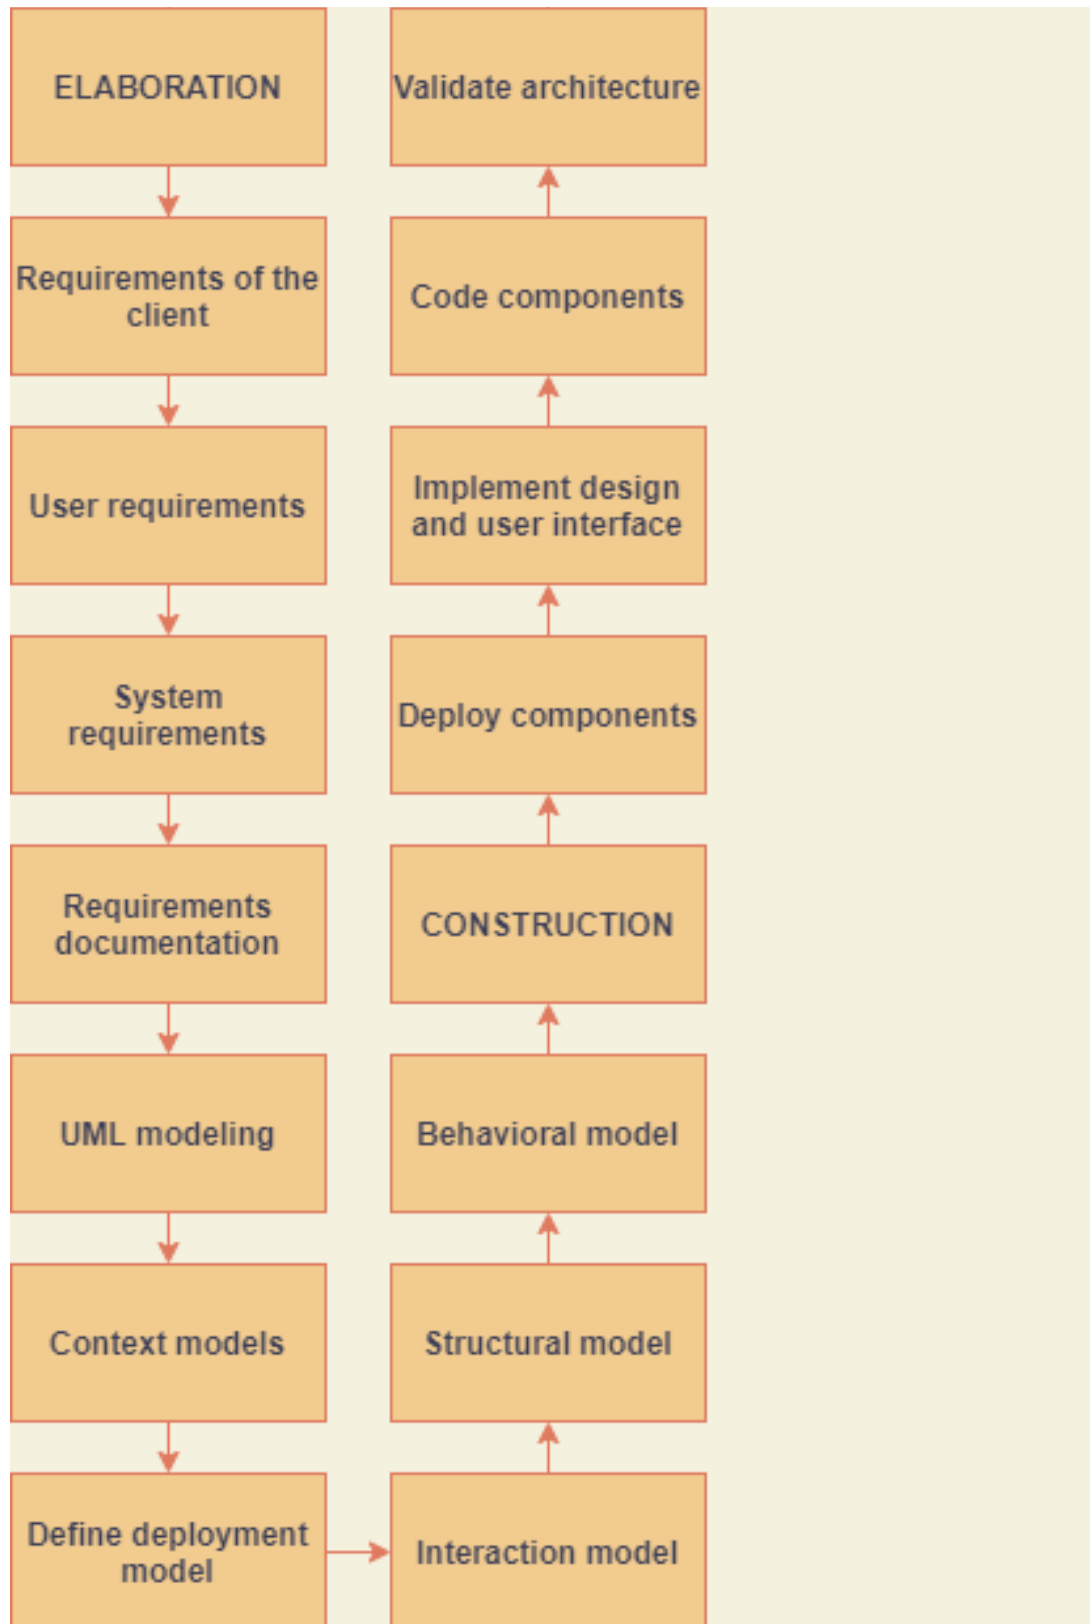 ELABORATION
Requirements of the
client
User requirements
System
requirements
Requirements
documentation
UML modeling
Context models
Define deployment
model
Interaction model
Structural model
Behavioral model
CONSTRUCTION
Deploy components
Implement design
and user interface
Code components
Validate architecture